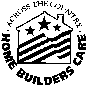 ACROSS THE COUNTRY,
HOME BUILDERS CARE